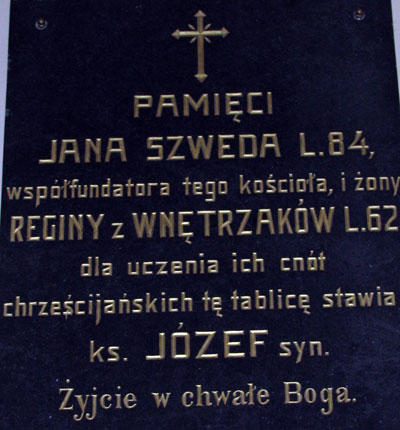 PAMIĘCI
JANA SZWEDA L.84,
współfundatora tego kościoła, i żony
REGINY z WNĘTRZAKÓW L.62
dla uczenia ich cnót
chrześcijańskich tę tablicę stawia
ks. JÓZEF syn.
Żyjcie w chwałe Boga.